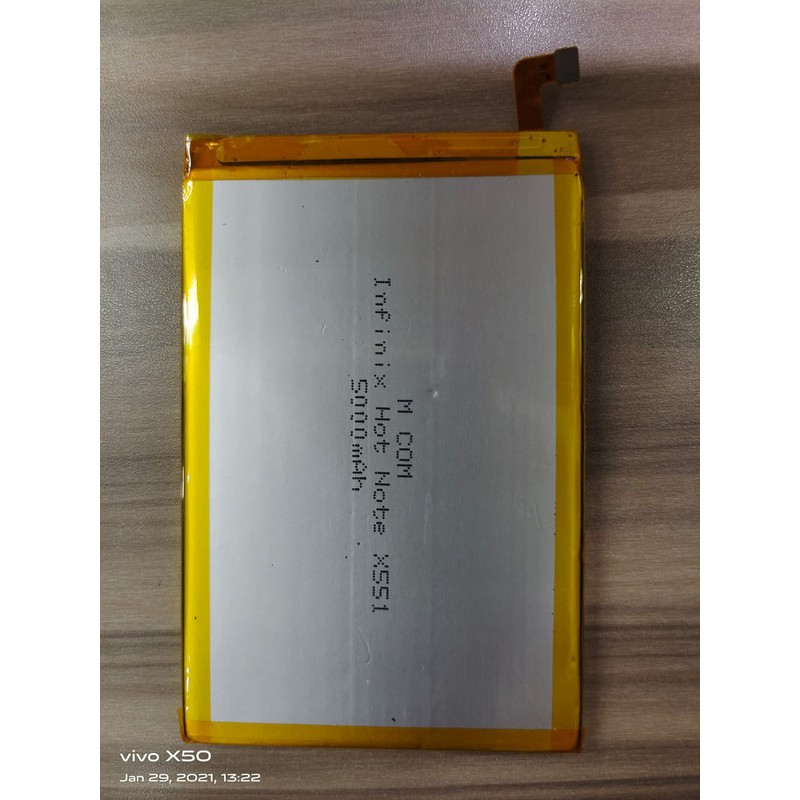 M COM
Infinix Hot Note X551
5000mAh
vivo X50
Jan 29, 2021, 13:22